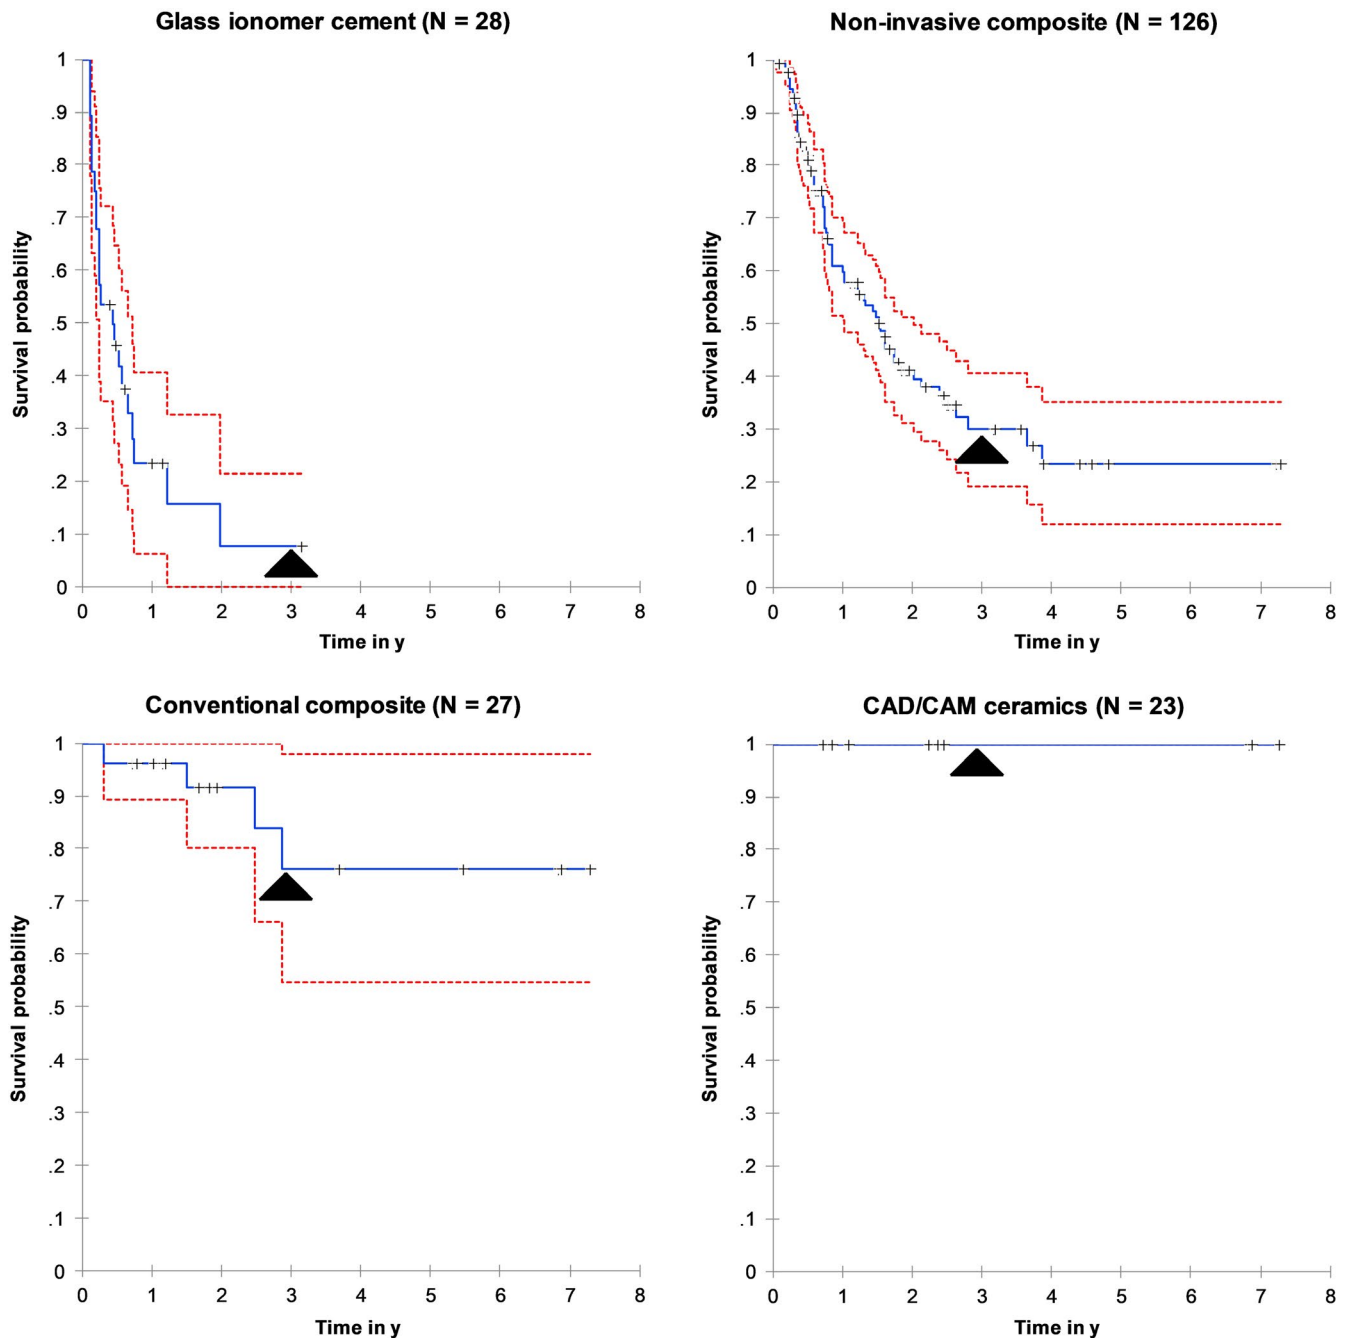 Glass ionomer cement (N = 28)
1
.9
.8
.7
.6
.5
.4
.3
.2
.1
0
Survival probability
0 1 2 3 4 5 6 7 8
Time in y
Non-invasive composite (N = 126)
1
.9
.8
.7
.6
.5
.4
.3
.2
.1
0
Survival probability
0 1 2 3 4 5 6 7 8
Time in y
Conventional composite (N = 27)
1
.9
.8
.7
.6
.5
.4
.3
.2
.1
0
Survival probability
0 1 2 3 4 5 6 7 8
Time in y
CAD/CAM ceramics (N = 23)
1
.9
.8
.7
.6
.5
.4
.3
.2
.1
0
Survival probability
0 1 2 3 4 5 6 7 8
Time in y